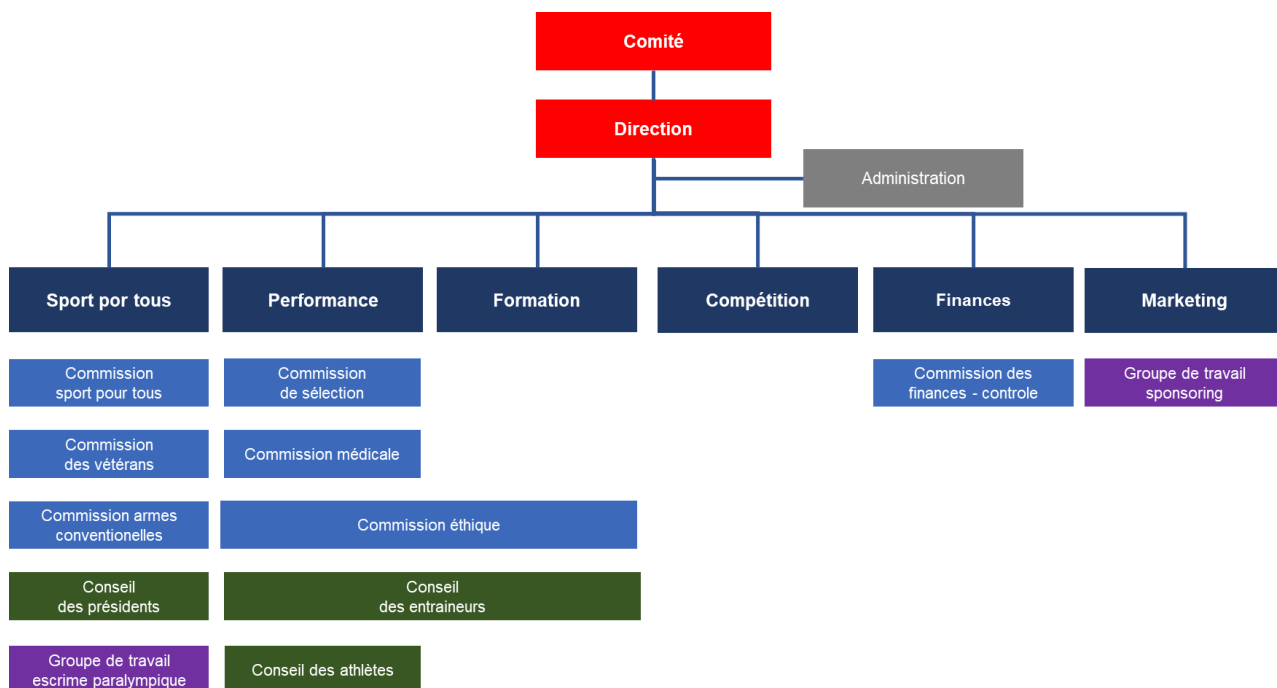 Comité
Direction
Administration
Sport por tous
Performance
Formation
Compétition
Finances
Marketing
Commission
sport pour tous
Commission
de sélection
Commission des
finances - controle
Groupe de travail
sponsoring
Commission
des vétérans
Commission médicale
Commission armes
conventionelles
Commission éthique
Conseil
des présidents
Conseil
des entraineurs
Groupe de travail
escrime paralympique
Conseil des athlètes